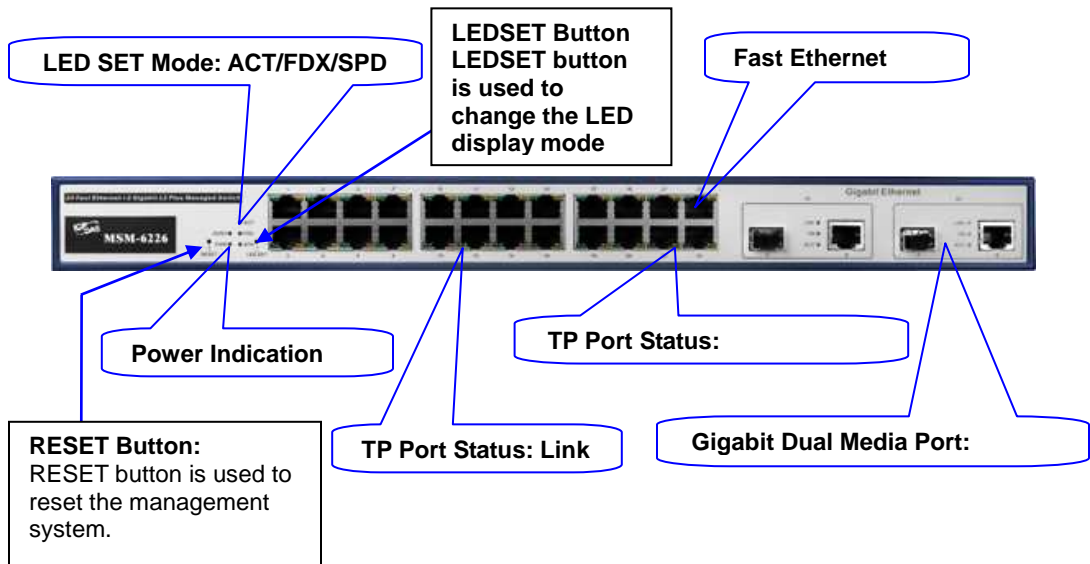 LED SET Mode: ACT/FDX/SPD
LEDSET Button
LEDSET button
is used to
change the LED
display mode
Fast Ethernet
Gigabit Ethernet
MSM-6226
Power Indication
TP Port Status:
RESET Button:
RESET button is used to
reset the management
system.
TP Port Status: Link
Gigabit Dual Media Port: